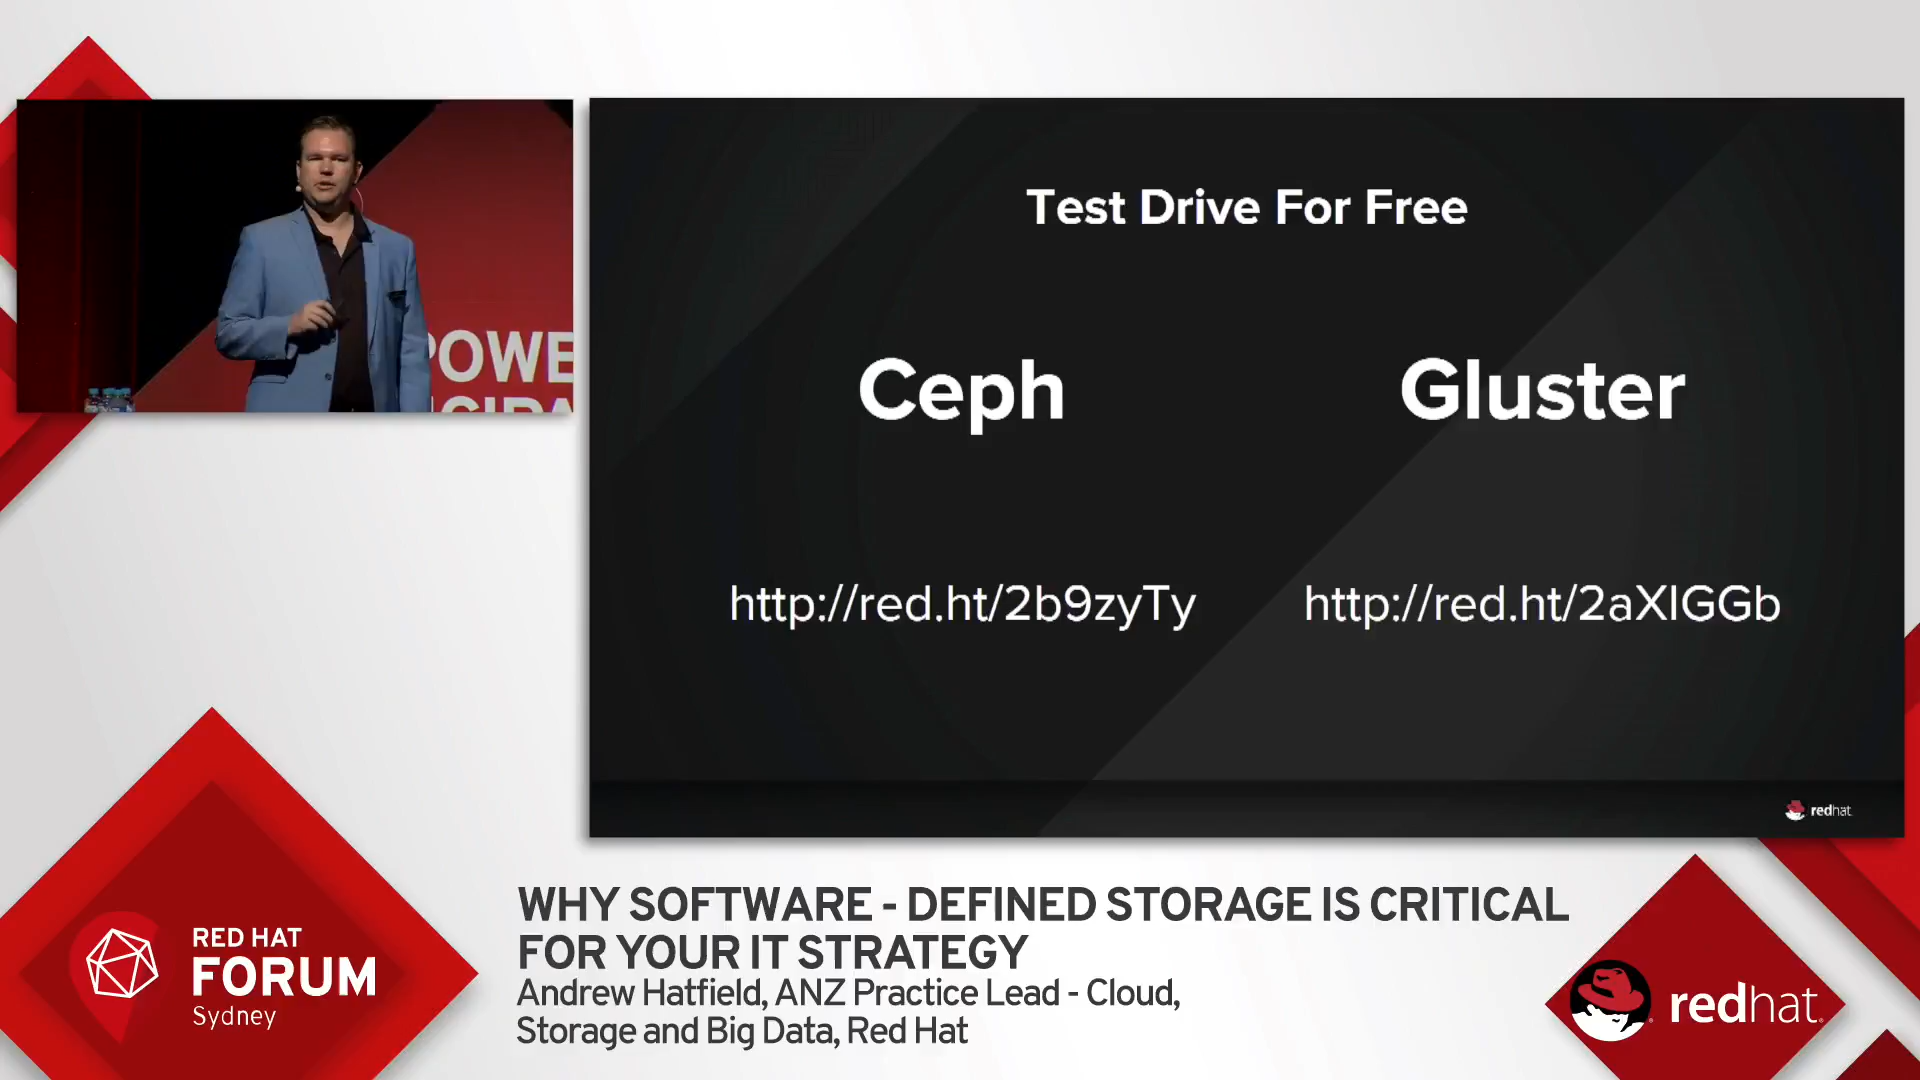 POWE
Test Drive For Free
Ceph
Gluster
http://red.ht/2b9zyTy
http://red.ht/2aXIGGb
redhat.
RED HAT
FORUM
Sydney
WHY SOFTWARE - DEFINED STORAGE IS CRITICAL
FOR YOUR IT STRATEGY
Andrew Hatfield, ANZ Practice Lead - Cloud,
Storage and Big Data, Red Hat
redhat.